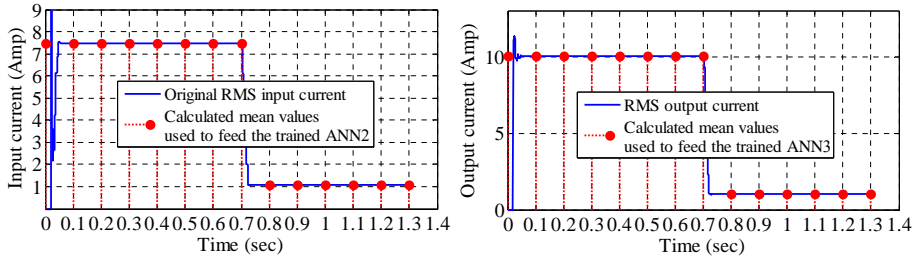 9
8
7
6
5
4
3
2
1
Input current (Amp)
Original RMS input current
Calculated mean values
used to feed the trained ANN2
0 0.1 0.2 0.3 0.4 0.5 0.6 0.7 0.8 0.9 1 1.1 1.2 1.3 1.4
Time (sec)
10
5
0
Output current (Amp)
RMS output current
Calculated mean values
used to feed the trained ANN3
0 0.1 0.2 0.3 0.4 0.5 0.6 0.7 0.8 0.9 1 1.1 1.2 1.3 1.4
Time (sec)